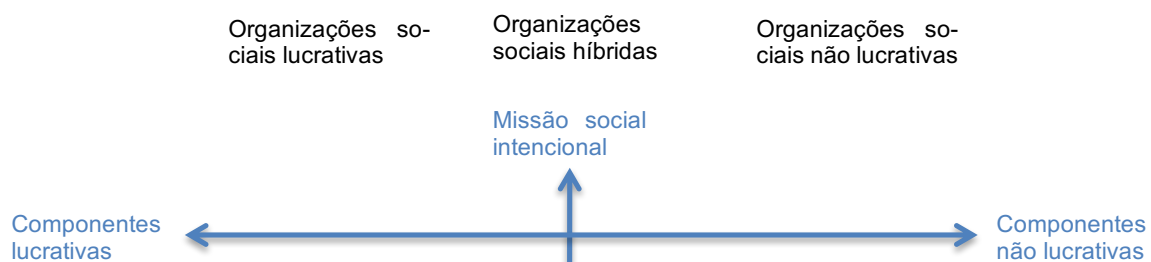 Organizações so-
ciais lucrativas
Organizações
sociais híbridas
Organizações so-
ciais não lucrativas
Missão social
intencional
Componentes
lucrativas
Componentes
não lucrativas